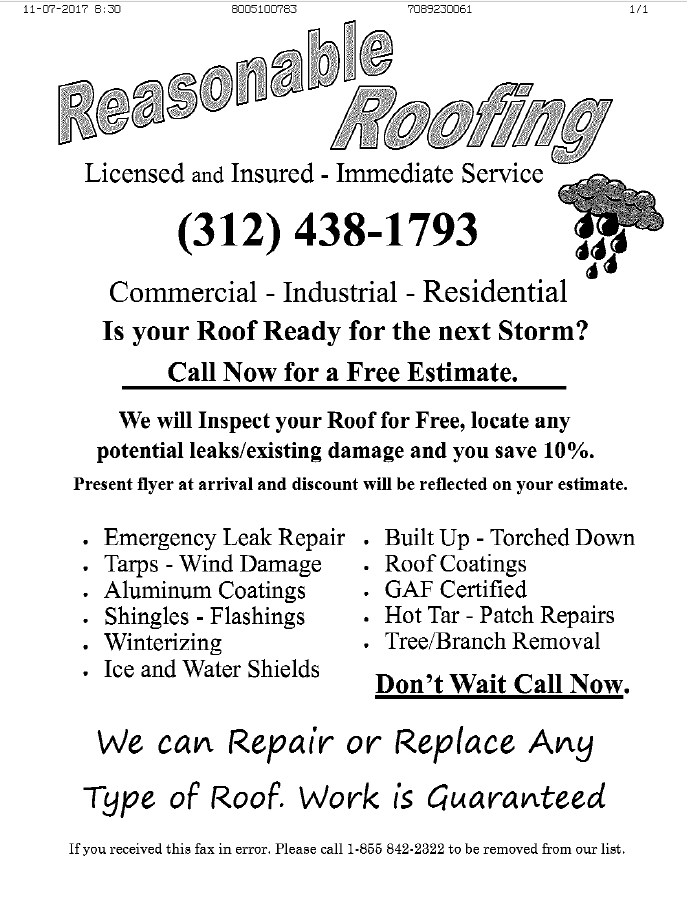 11-07-2017 8:30 8005100783 7089230061 1/1
Reasonable
Roofing
Licensed and Insured - Immediate Service
(312) 438-1793
Commercial - Industrial - Residential
Is your Roof Ready for the next Storm?
Call Now for a Free Estimate.
We will Inspect your Roof for Free, locate any
potential leaks/existing damage and you save 10%.
Present flyer at arrival and discount will be reflected on your estimate.
• Emergency Leak Repair
• Tarps - Wind Damage
• Aluminum Coatings
• Shingles - Flashings
• Winterizing
• Ice and Water Shields
• Built Up - Torched Down
• Roof Coatings
• GAF Certified
• Hot Tar - Patch Repairs
• Tree/Branch Removal
Don't Wait Call Now.
We can Repair or Replace Any
Type of Roof. Work is Guaranteed
If you received this fax in error. Please call 1-855 842-2322 to be removed from our list.